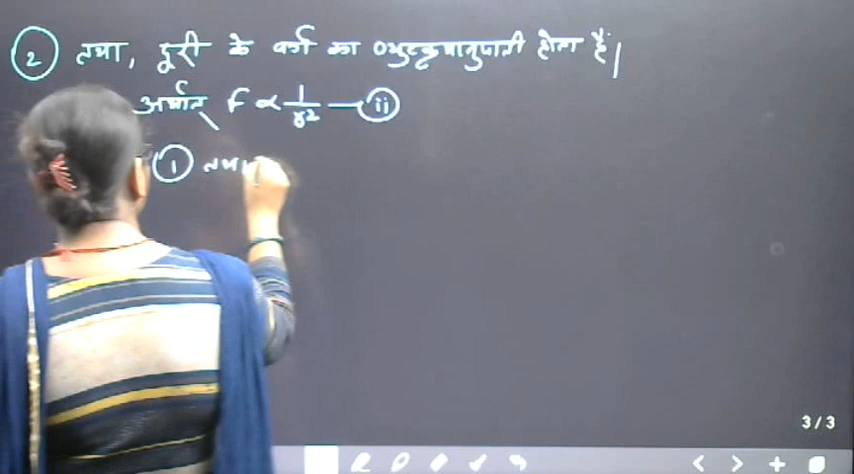 ② तथा, दूरी के वर्ग का व्युत्क्रमानुपाती होता है।
अर्थात् F ∝ 1/r² — ⅱ
① तथा
3/3